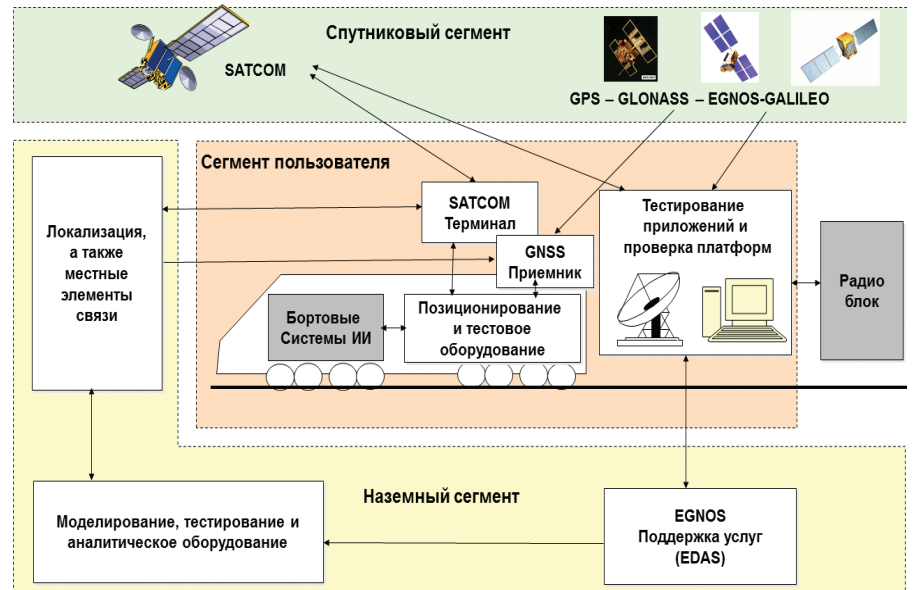 Спутниковый сегмент
SATCOM
GPS – GLONASS – EGNOS-GALILEO
Сегмент пользователя
SATCOM
Терминал
GNSS
Приемник
Тестирование
приложений и
проверка платформ
Локализация,
а также
местные
элементы
связи
Радио
блок
Бортовые
Системы ИИ
Позиционирование
и тестовое
оборудование
Наземный сегмент
Моделирование, тестирование и
аналитическое оборудование
EGNOS
Поддержка услуг
(EDAS)